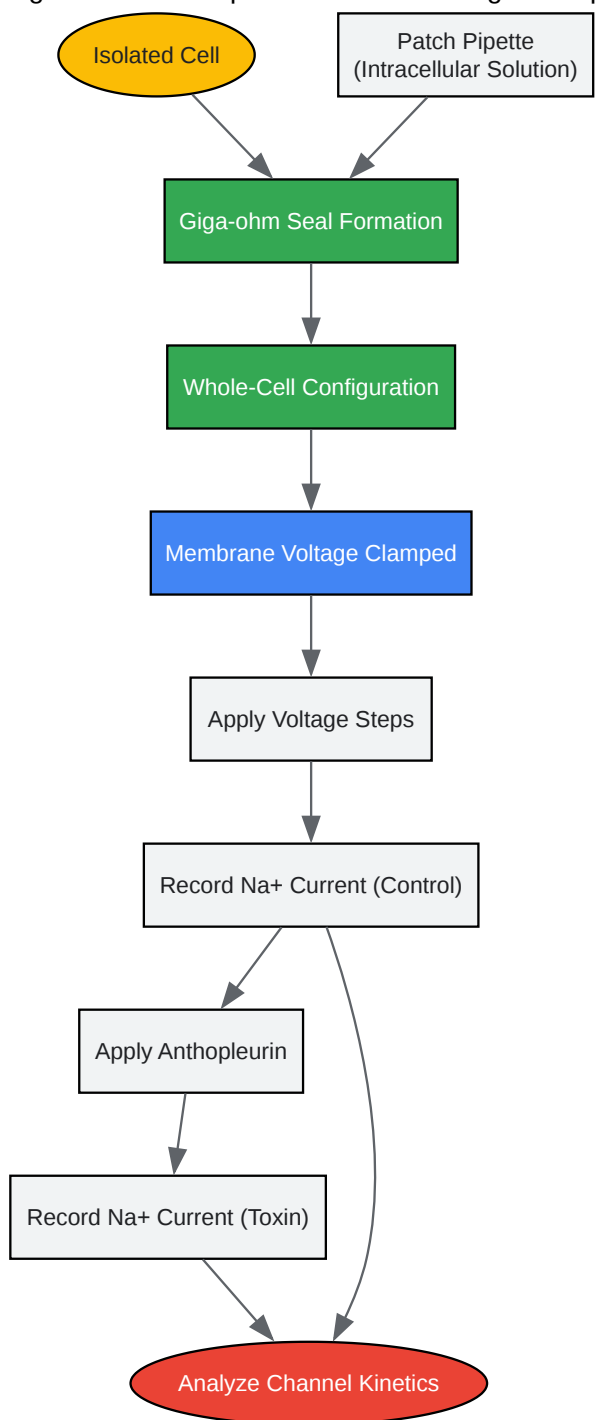 Isolated Cell
Patch Pipette
(Intracellular Solution)
Giga-ohm Seal Formation
Whole-Cell Configuration
Membrane Voltage Clamped
Apply Voltage Steps
Record Na+ Current (Control)
Apply Anthopleurin
Record Na+ Current (Toxin)
Analyze Channel Kinetics